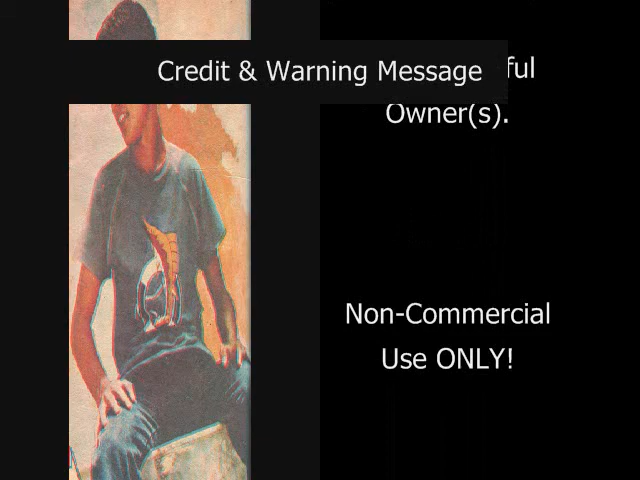 Credit & Warning Message
ful
Owner(s).
Non-Commercial
Use ONLY!